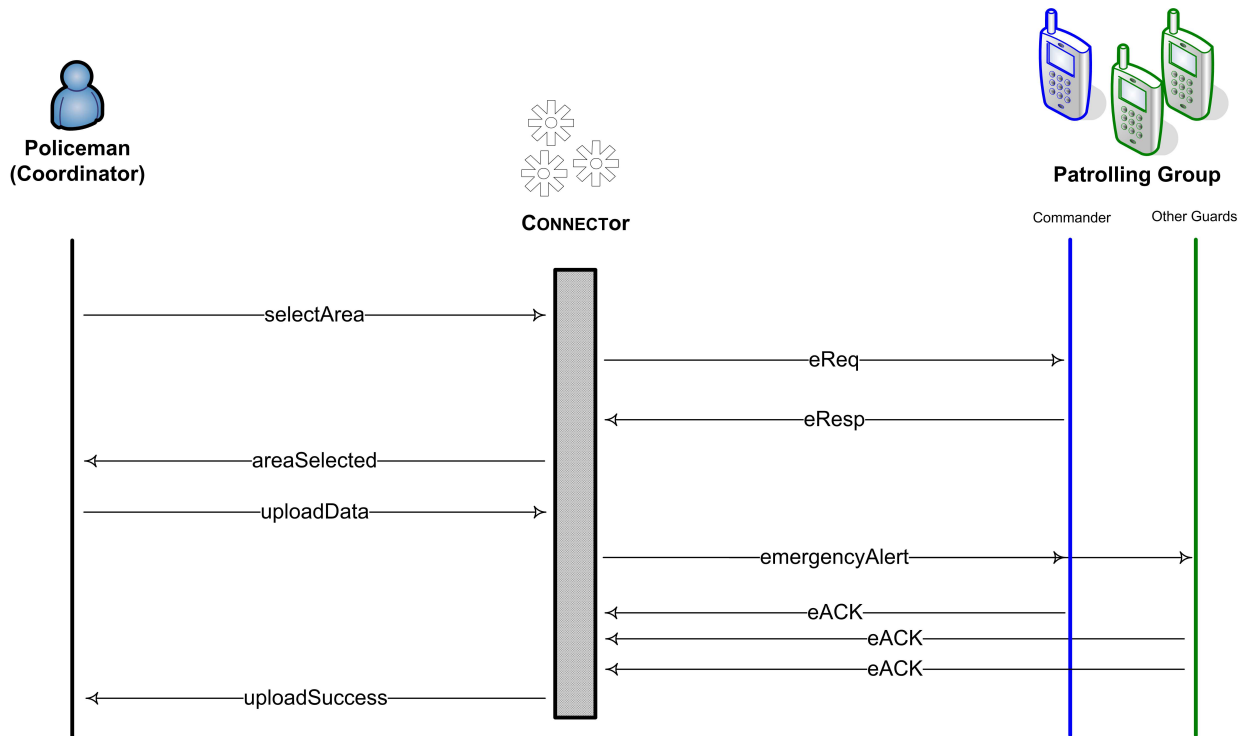 Policeman
(Coordinator)
CONNECTor
Patrolling Group
Commander
Other Guards
selectArea
eReq
eResp
areaSelected
uploadData
emergencyAlert
eACK
eACK
eACK
uploadSuccess